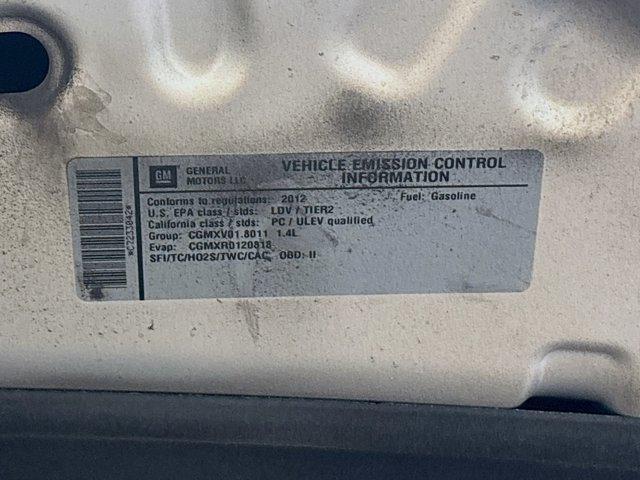 GM
GENERAL
MOTORS LLC
VEHICLE EMISSION CONTROL
INFORMATION
Conforms to regulations: 2012 Fuel: Gasoline
U.S. EPA class / stds: LDV / TIER2
California class / stds: PC / ULEV qualified
Group: CGMXV01.8011 1.4L
Evap: CGMXR0120818
SFI/TC/HO2S/TWC/CAC OBD: II
*C7233842*